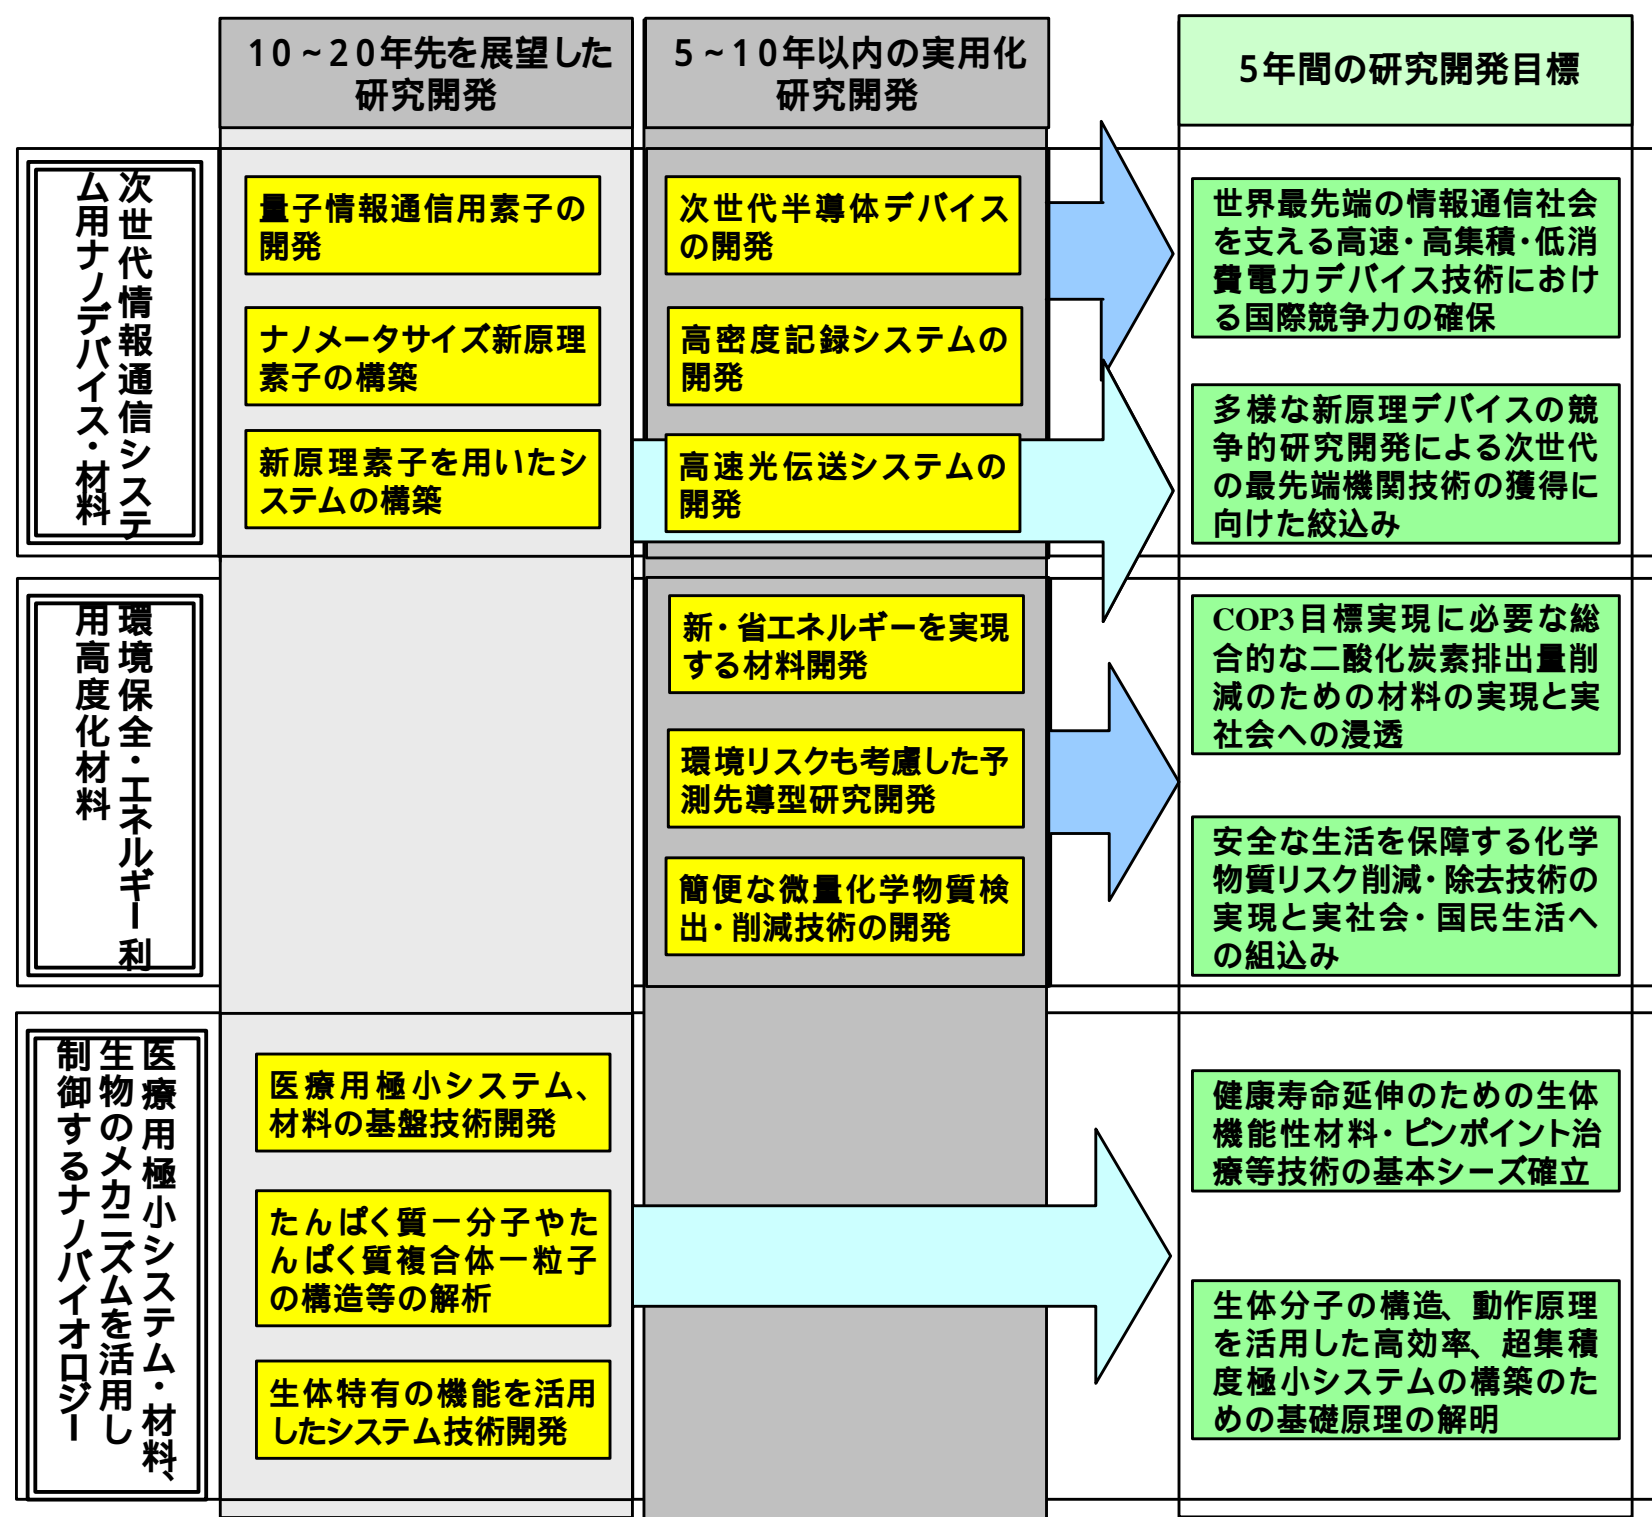 10~20年先を展望した
研究開発
5~10年以内の実用化
研究開発
5年間の研究開発目標
次世代情報通信システ
ム用ナノデバイス・材料
量子情報通信用素子の
開発
ナノメータサイズ新原理
素子の構築
新原理素子を用いたシ
ステムの構築
次世代半導体デバイス
の開発
高密度記録システムの
開発
高速光伝送システムの
開発
世界最先端の情報通信社会
を支える高速・高集積・低消
費電力デバイス技術におけ
る国際競争力の確保
多様な新原理デバイスの競
争的研究開発による次世代
の最先端機関技術の獲得に
向けた絞込み
環境保全・エネルギー利
用高度化材料
新・省エネルギーを実現
する材料開発
環境リスクも考慮した予
測先導型研究開発
簡便な微量化学物質検
出・削減技術の開発
COP3目標実現に必要な総
合的な二酸化炭素排出量削
減のための材料の実現と実
社会への浸透
安全な生活を保障する化学
物質リスク削減・除去技術の
実現と実社会・国民生活へ
の組込み
医療用極小システム・材料、
生物のメカニズムを活用し
制御するナノバイオロジー
医療用極小システム、
材料の基盤技術開発
たんぱく質一分子やた
んぱく質複合体一粒子
の構造等の解析
生体特有の機能を活用
したシステム技術開発
健康寿命延伸のための生体
機能性材料・ピンポイント治
療等技術の基本シーズ確立
生体分子の構造、動作原理
を活用した高効率、超集積
度極小システムの構築のた
めの基礎原理の解明